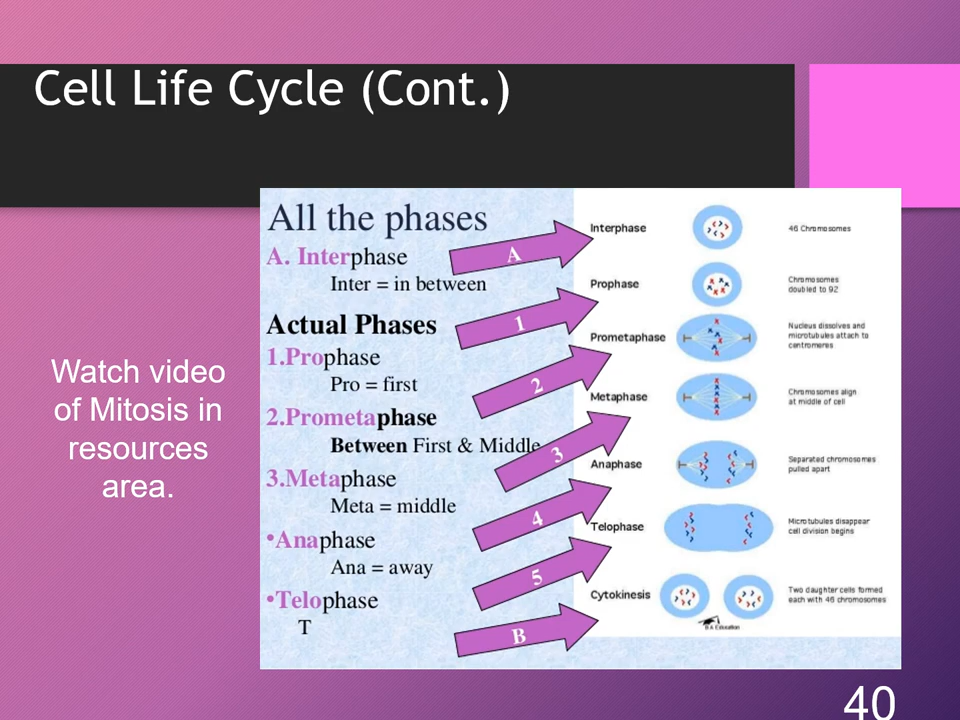 Cell Life Cycle (Cont.)
Watch video
of Mitosis in
resources
area.
All the phases
A. Interphase
Inter = in between
Actual Phases
1.Prophase
Pro = first
2.Prometaphase
Between First & Middle
3.Metaphase
Meta = middle
•Anaphase
Ana = away
•Telophase
T
A
1
2
3
4
5
B
Interphase
46 Chromosomes
Prophase
Chromosomes
doubled to 92
Prometaphase
Nucleus dissolves and
microtubules attach to
centromeres
Metaphase
Chromosomes align
at middle of cell
Anaphase
Separated chromosomes
pulled apart
Telophase
Microtubules disappear
cell division begins
Cytokinesis
Two daughter cells formed
each with 46 chromosomes
Education
40